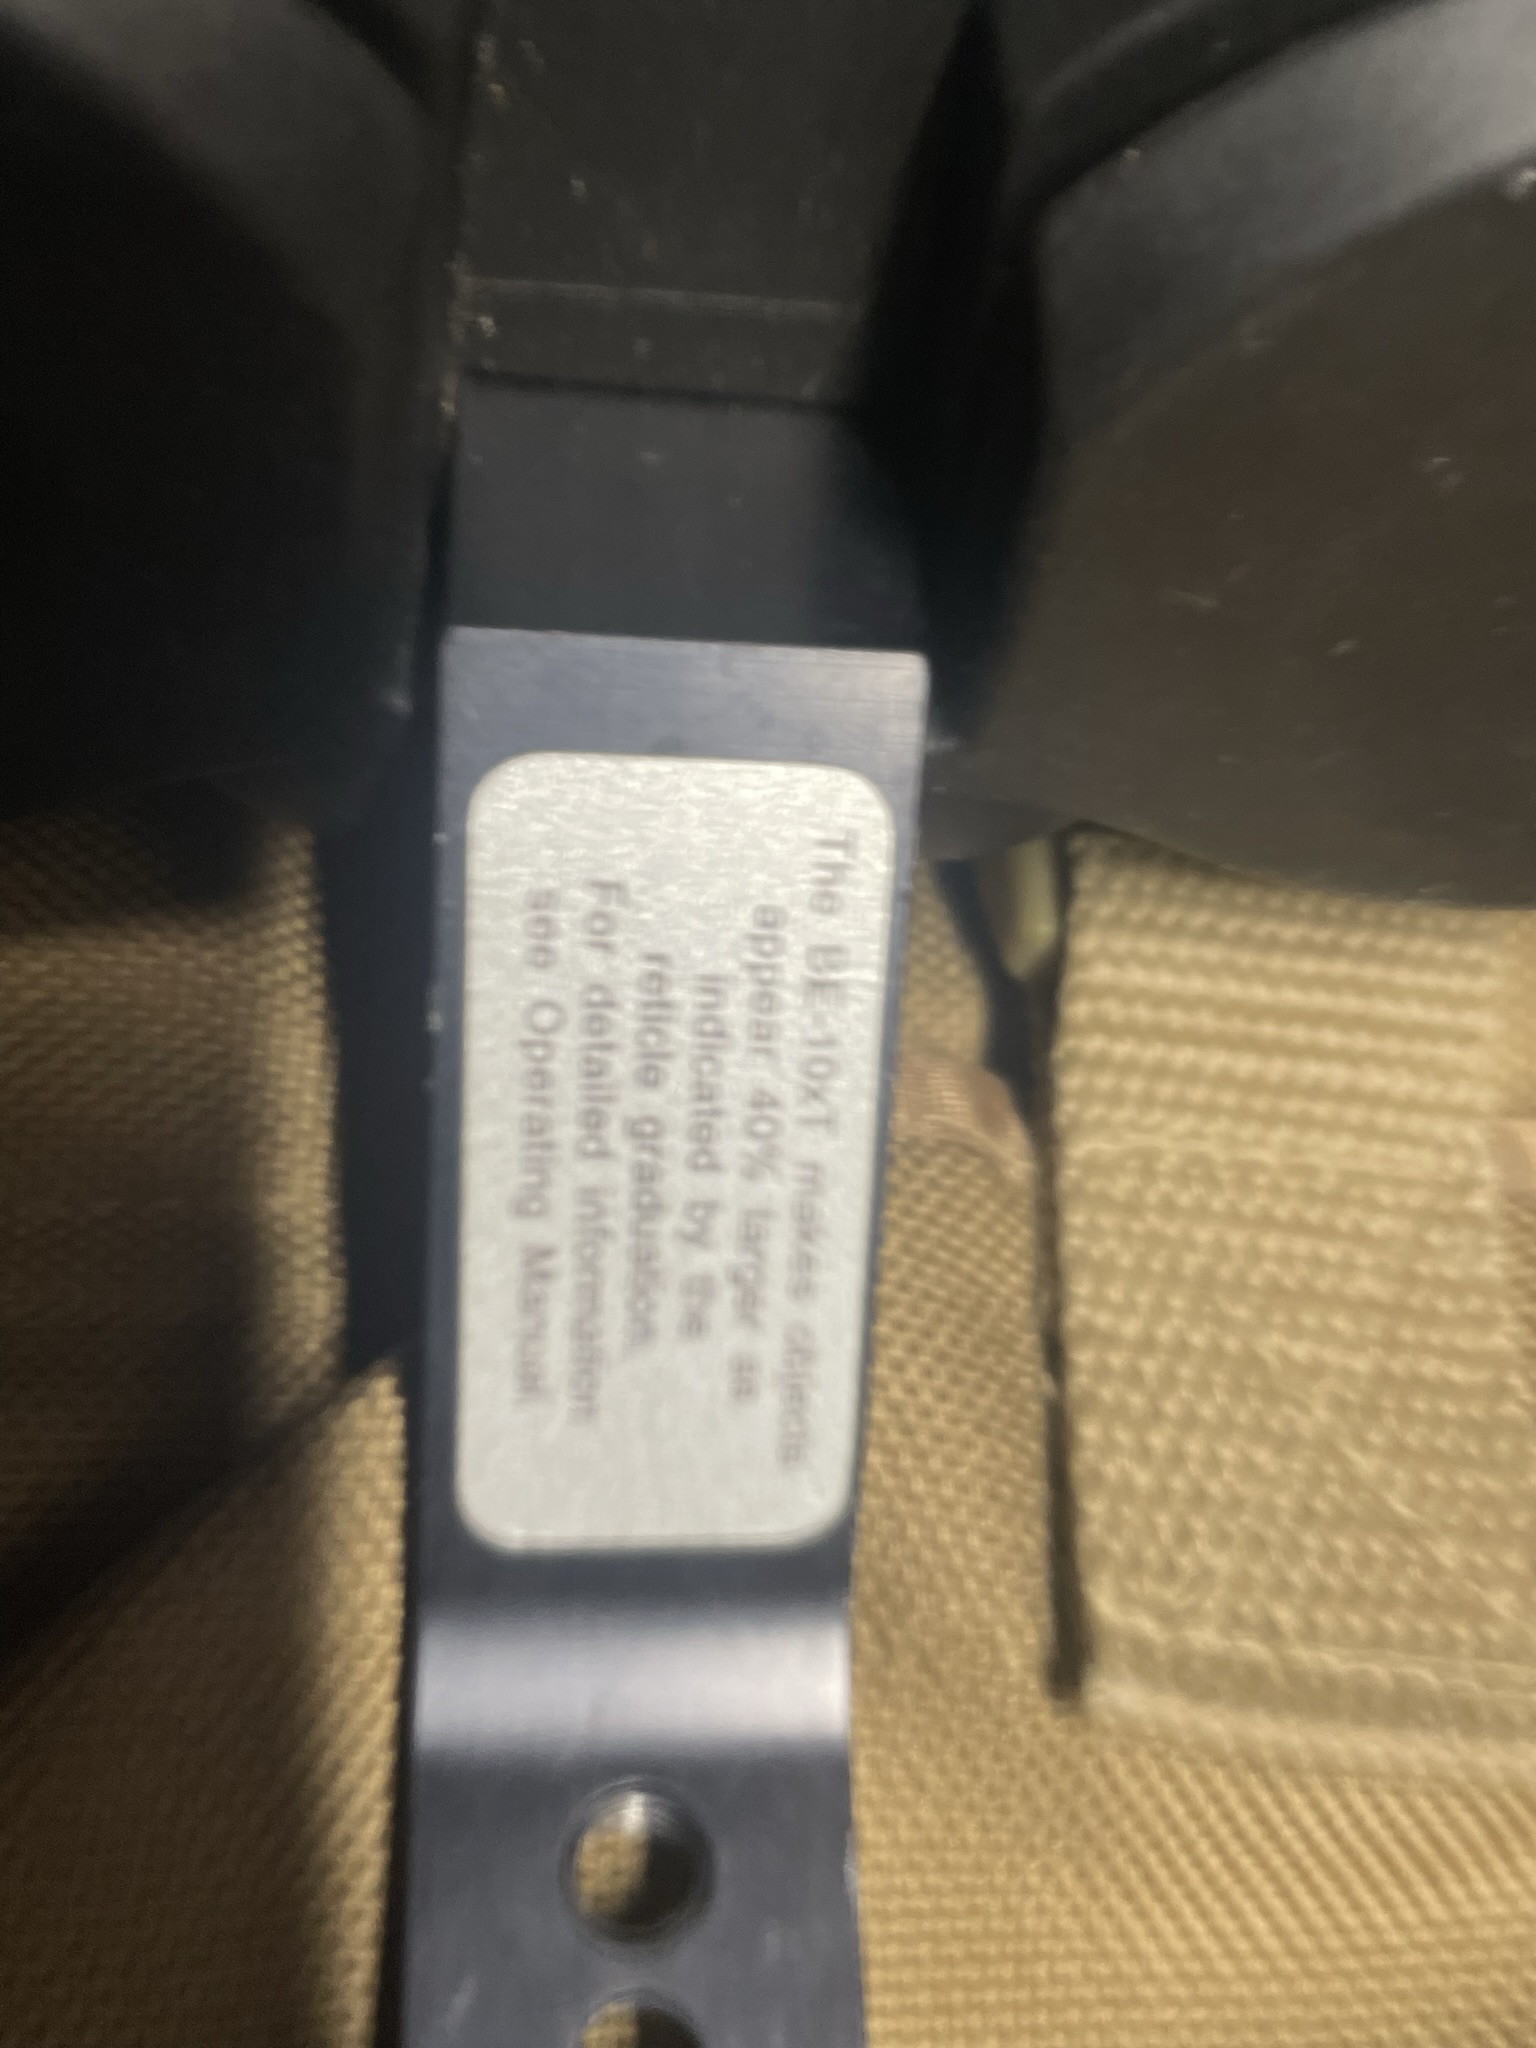 The BE-10xT makes objects
appear 40% larger as
indicated by the
reticle graduation.
For detailed information
see Operating Manual